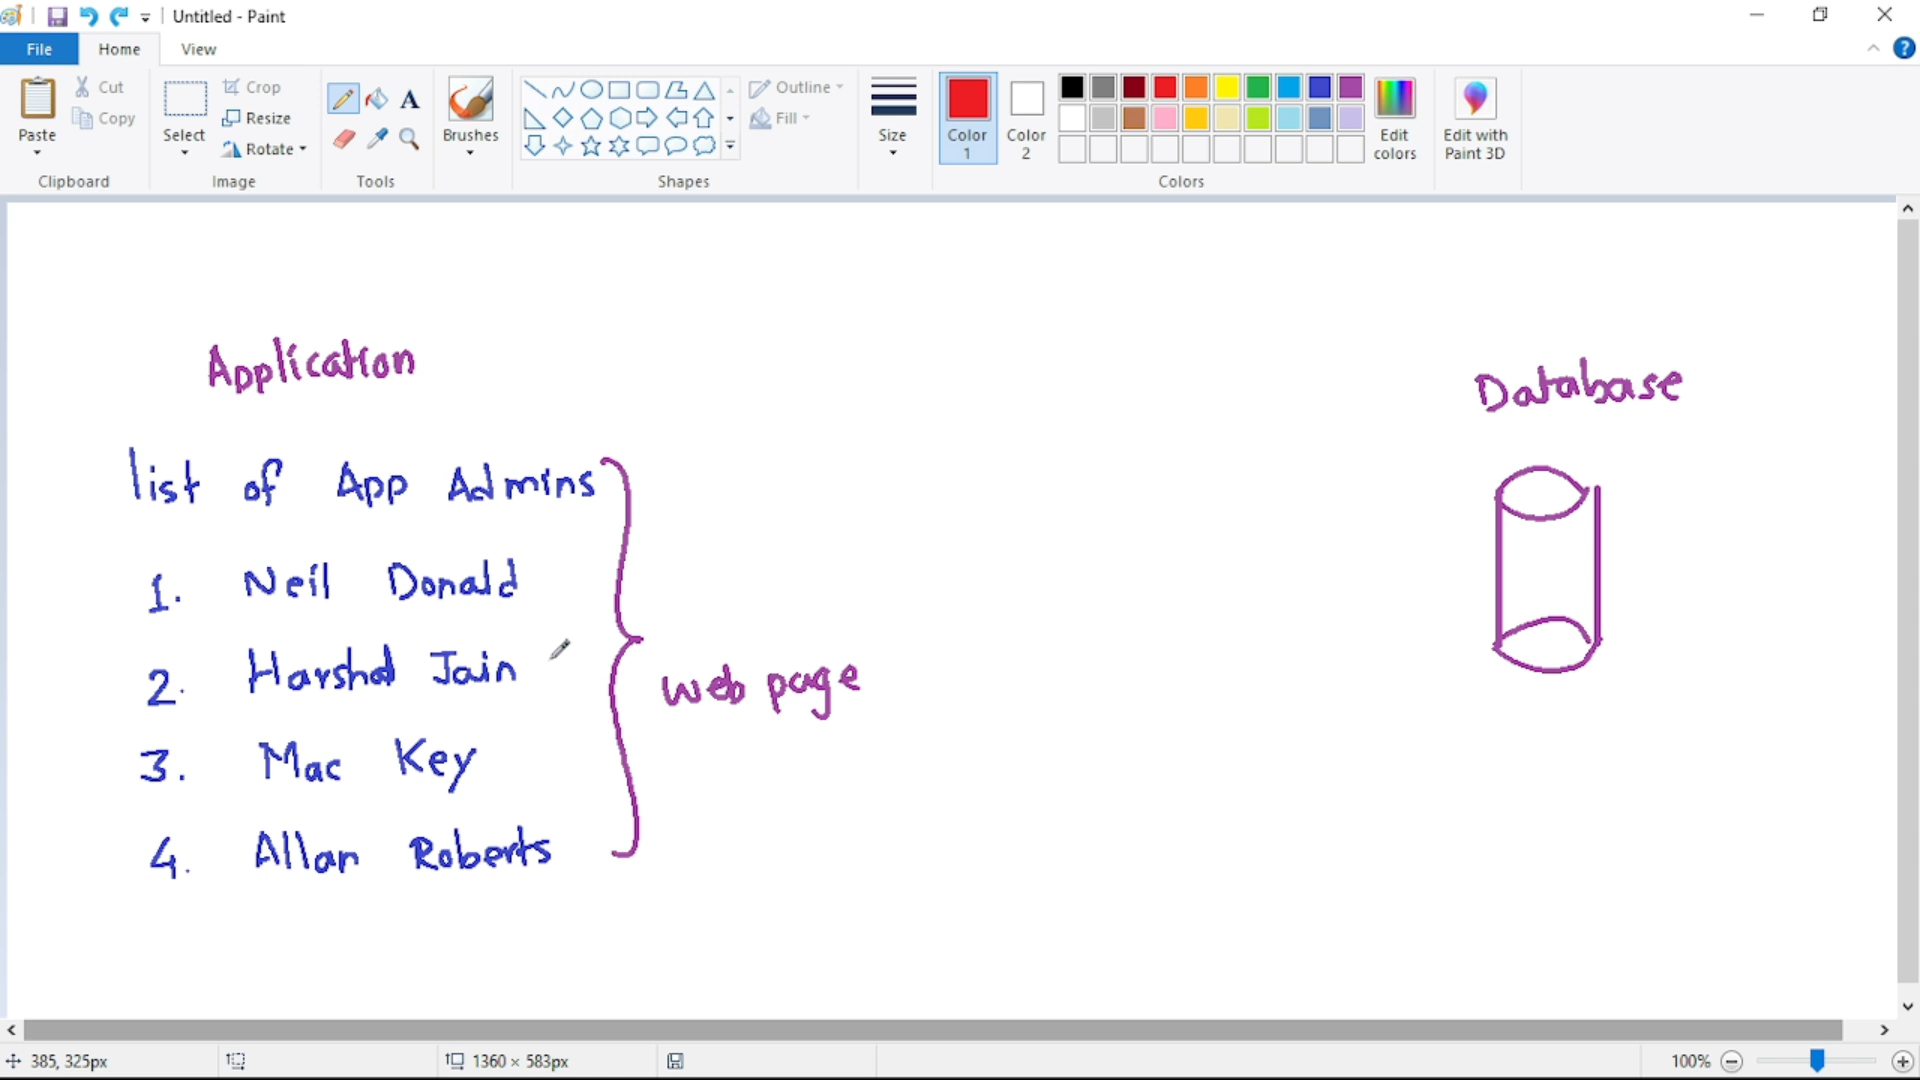 Untitled - Paint
File Home View
Paste
Cut
Copy
Clipboard
Select
Crop
Resize
Rotate
Image
A
Tools
Brushes
Shapes
Outline
Fill
Size
Color 1
Color 2
Edit colors
Edit with Paint 3D
Colors
?
Application
list of App Admins
1. Neil Donald
2. Harshal Jain
3. Mac Key
4. Allan Roberts
web page
Database
385, 325px
1360 × 583px
100%